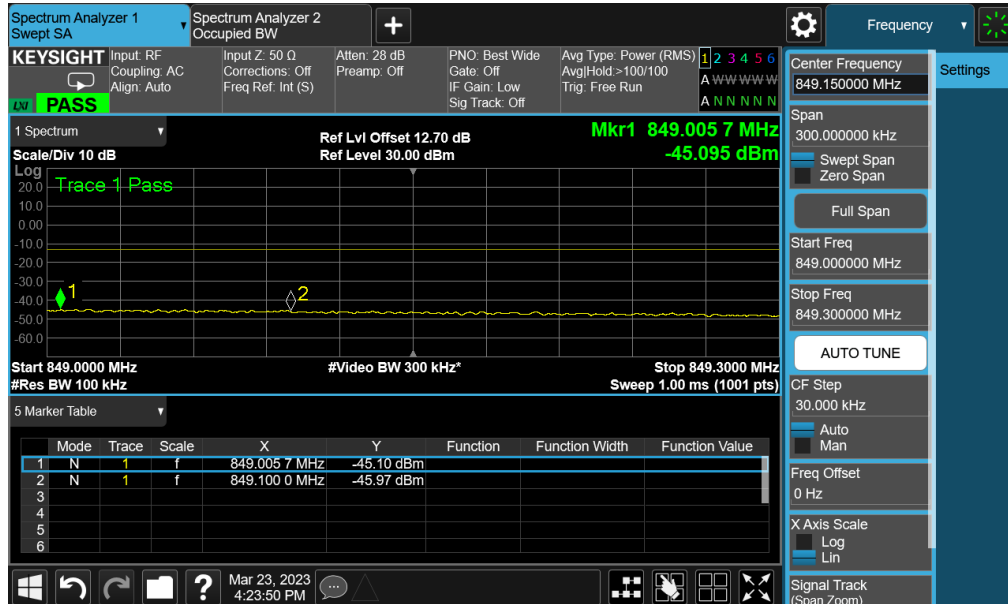 Spectrum Analyzer 1
Swept SA
Spectrum Analyzer 2
Occupied BW
Frequency
KEYSIGHT
LXI
PASS
Input: RF
Coupling: AC
Align: Auto
Input Z: 50 Ω
Corrections: Off
Freq Ref: Int (S)
Atten: 28 dB
Preamp: Off
PNO: Best Wide
Gate: Off
IF Gain: Low
Sig Track: Off
Avg Type: Power (RMS)
Avg|Hold:>100/100
Trig: Free Run
1 2 3 4 5 6
A W W W W W
A N N N N N
1 Spectrum
Scale/Div 10 dB
Ref Lvl Offset 12.70 dB
Ref Level 30.00 dBm
Mkr1 849.005 7 MHz
-45.095 dBm
Log
Trace 1 Pass
20.0
10.0
0.00
-10.0
-20.0
-30.0
-40.0
-50.0
-60.0
1
2
Start 849.0000 MHz
#Video BW 300 kHz*
Stop 849.3000 MHz
#Res BW 100 kHz
Sweep 1.00 ms (1001 pts)
5 Marker Table
Mode Trace Scale X Y Function Function Width Function Value
1 N 1 f 849.005 7 MHz -45.10 dBm
2 N 1 f 849.100 0 MHz -45.97 dBm
3
4
5
6
Mar 23, 2023
4:23:50 PM
Center Frequency
849.150000 MHz
Span
300.000000 kHz
Swept Span
Zero Span
Full Span
Start Freq
849.000000 MHz
Stop Freq
849.300000 MHz
AUTO TUNE
CF Step
30.000 kHz
Auto
Man
Freq Offset
0 Hz
X Axis Scale
Log
Lin
Signal Track
(Span Zoom)
Settings